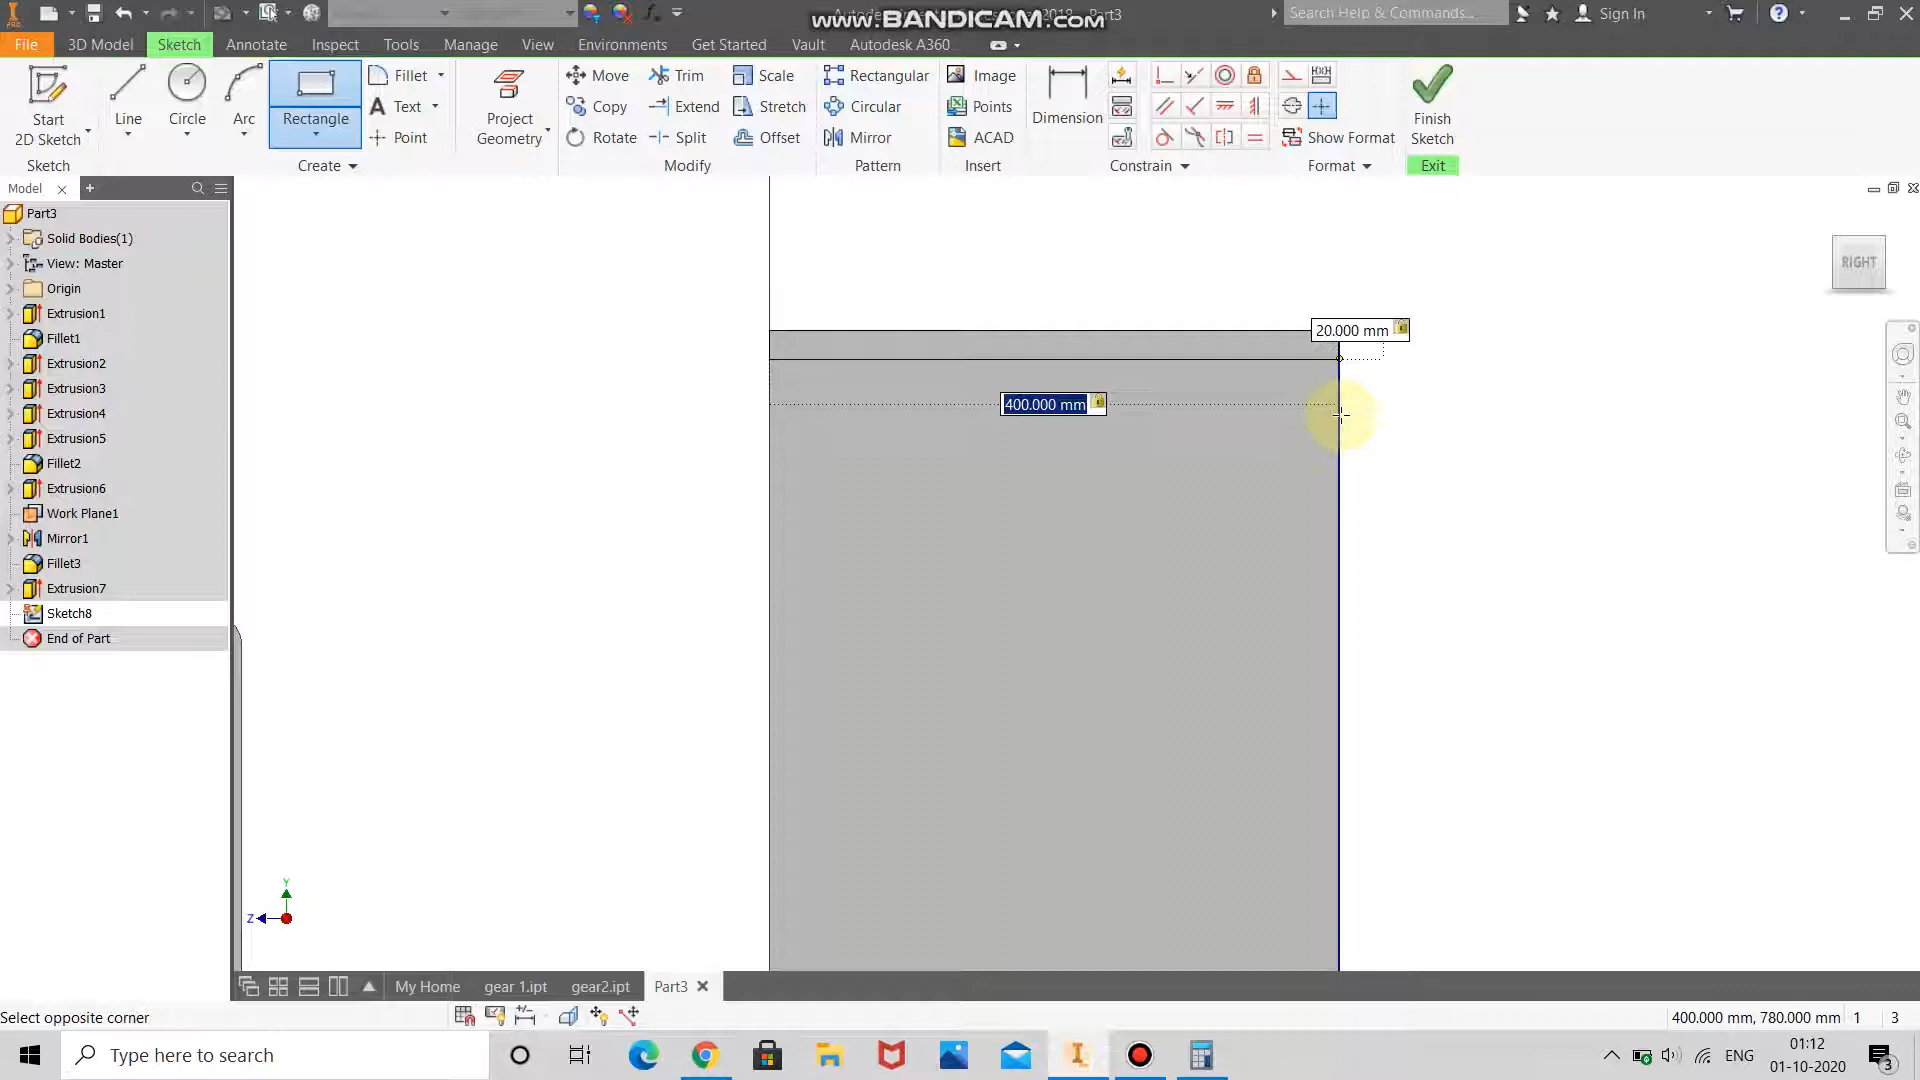 www.BANDICAM.com
Part3
Search Help & Commands...
Sign In
File
3D Model
Sketch
Annotate
Inspect
Tools
Manage
View
Environments
Get Started
Vault
Autodesk A360
Start
2D Sketch
Line
Circle
Arc
Rectangle
Fillet
Text
Point
Project
Geometry
Move
Copy
Rotate
Trim
Extend
Split
Scale
Stretch
Offset
Rectangular
Circular
Mirror
Image
Points
ACAD
Dimension
Show Format
Finish
Sketch
Sketch
Create
Modify
Pattern
Insert
Constrain
Format
Exit
Model
Part3
Solid Bodies(1)
View: Master
Origin
Extrusion1
Fillet1
Extrusion2
Extrusion3
Extrusion4
Extrusion5
Fillet2
Extrusion6
Work Plane1
Mirror1
Fillet3
Extrusion7
Sketch8
End of Part
RIGHT
20.000 mm
400.000 mm
Y
Z
My Home
gear 1.ipt
gear2.ipt
Part3
Select opposite corner
400.000 mm, 780.000 mm
1
3
Type here to search
ENG
01:12
01-10-2020
3